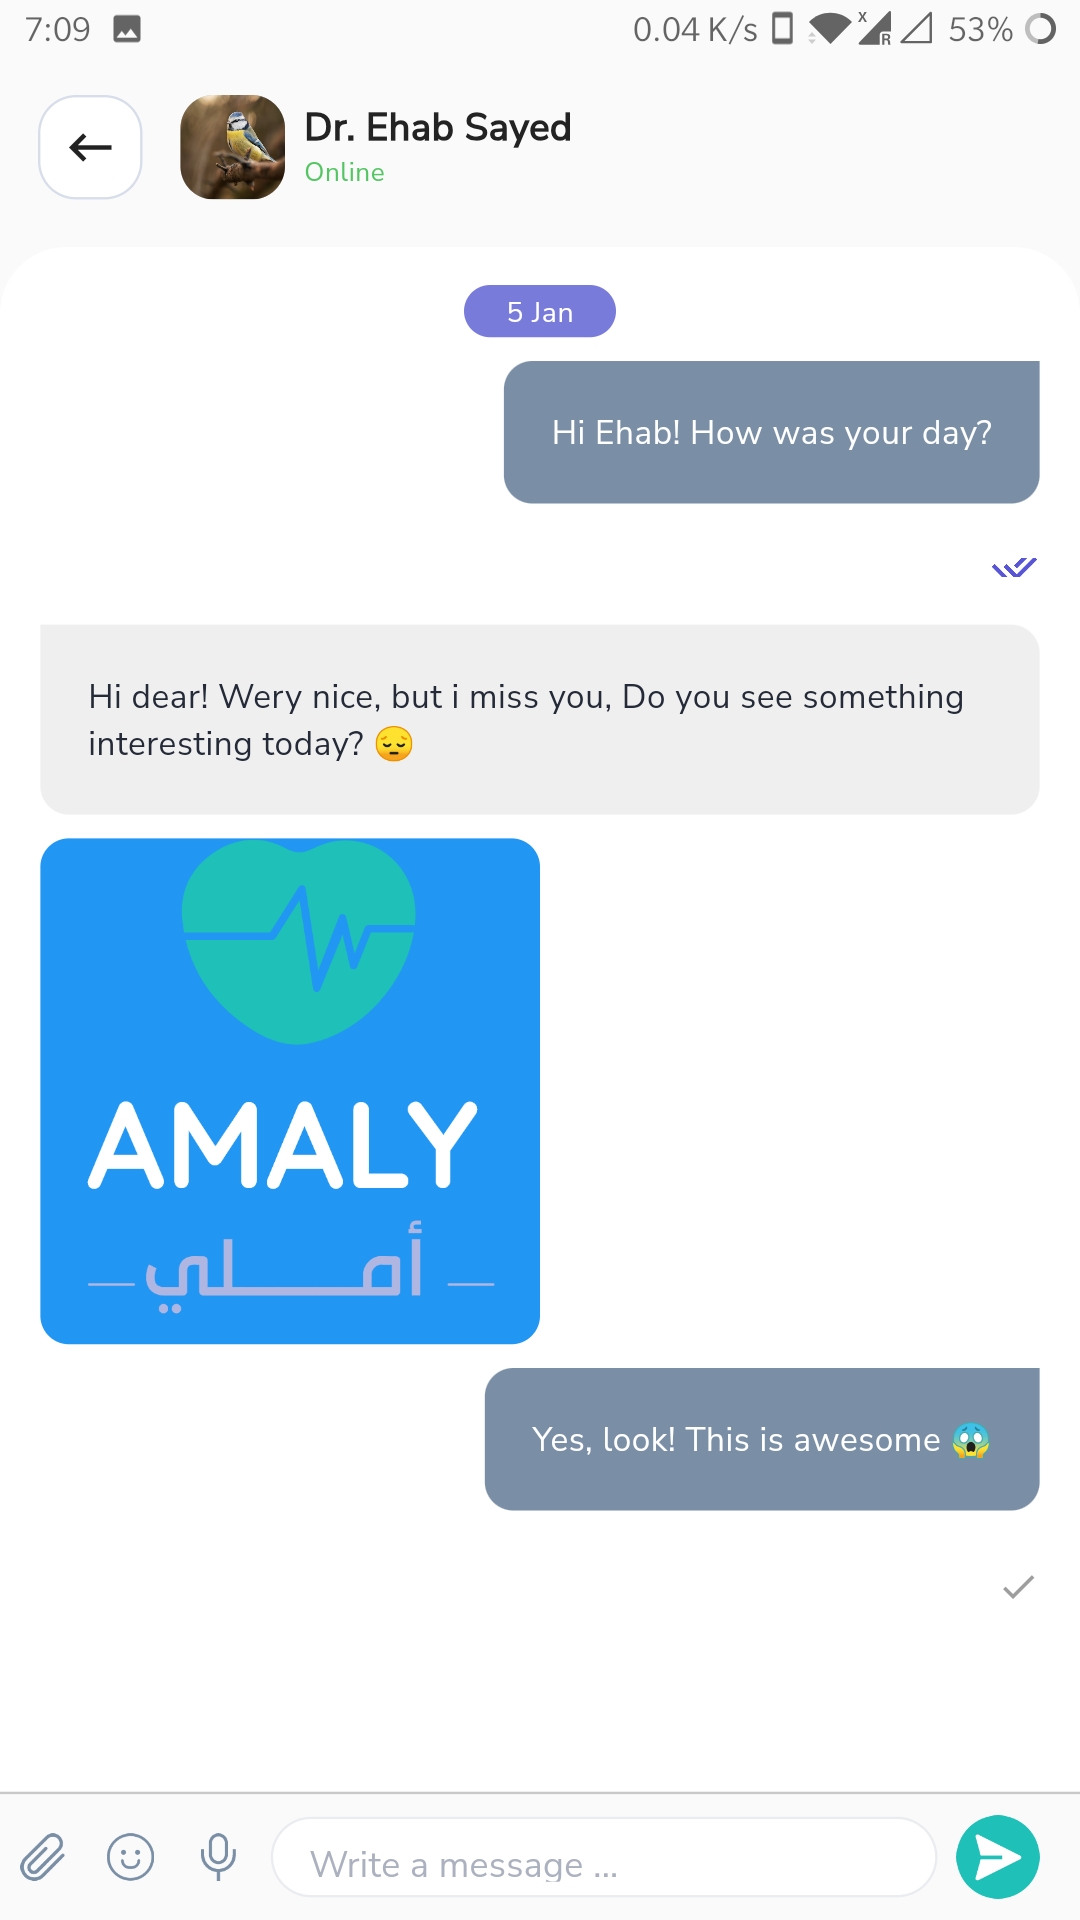 7:09
0.04 K/s
x
R
53%
Dr. Ehab Sayed
Online
5 Jan
Hi Ehab! How was your day?
Hi dear! Wery nice, but i miss you, Do you see something
interesting today? 😔
AMALY
أمـــــلي
Yes, look! This is awesome 😱
Write a message ...